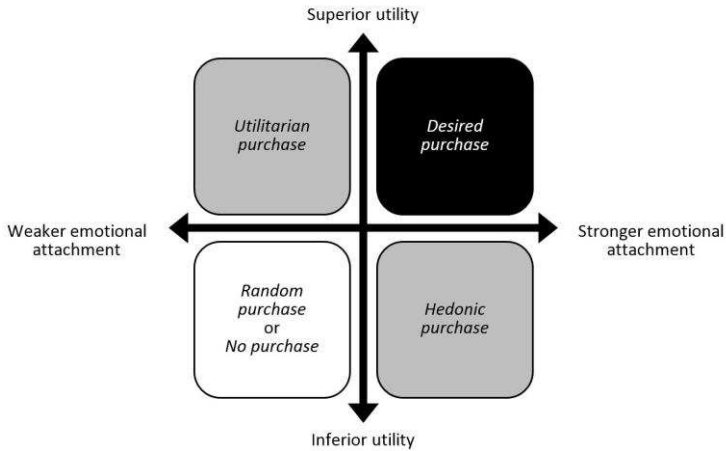 Superior utility
Utilitarian
purchase
Desired
purchase
Weaker emotional
attachment
Stronger emotional
attachment
Random
purchase
or
No purchase
Hedonic
purchase
Inferior utility